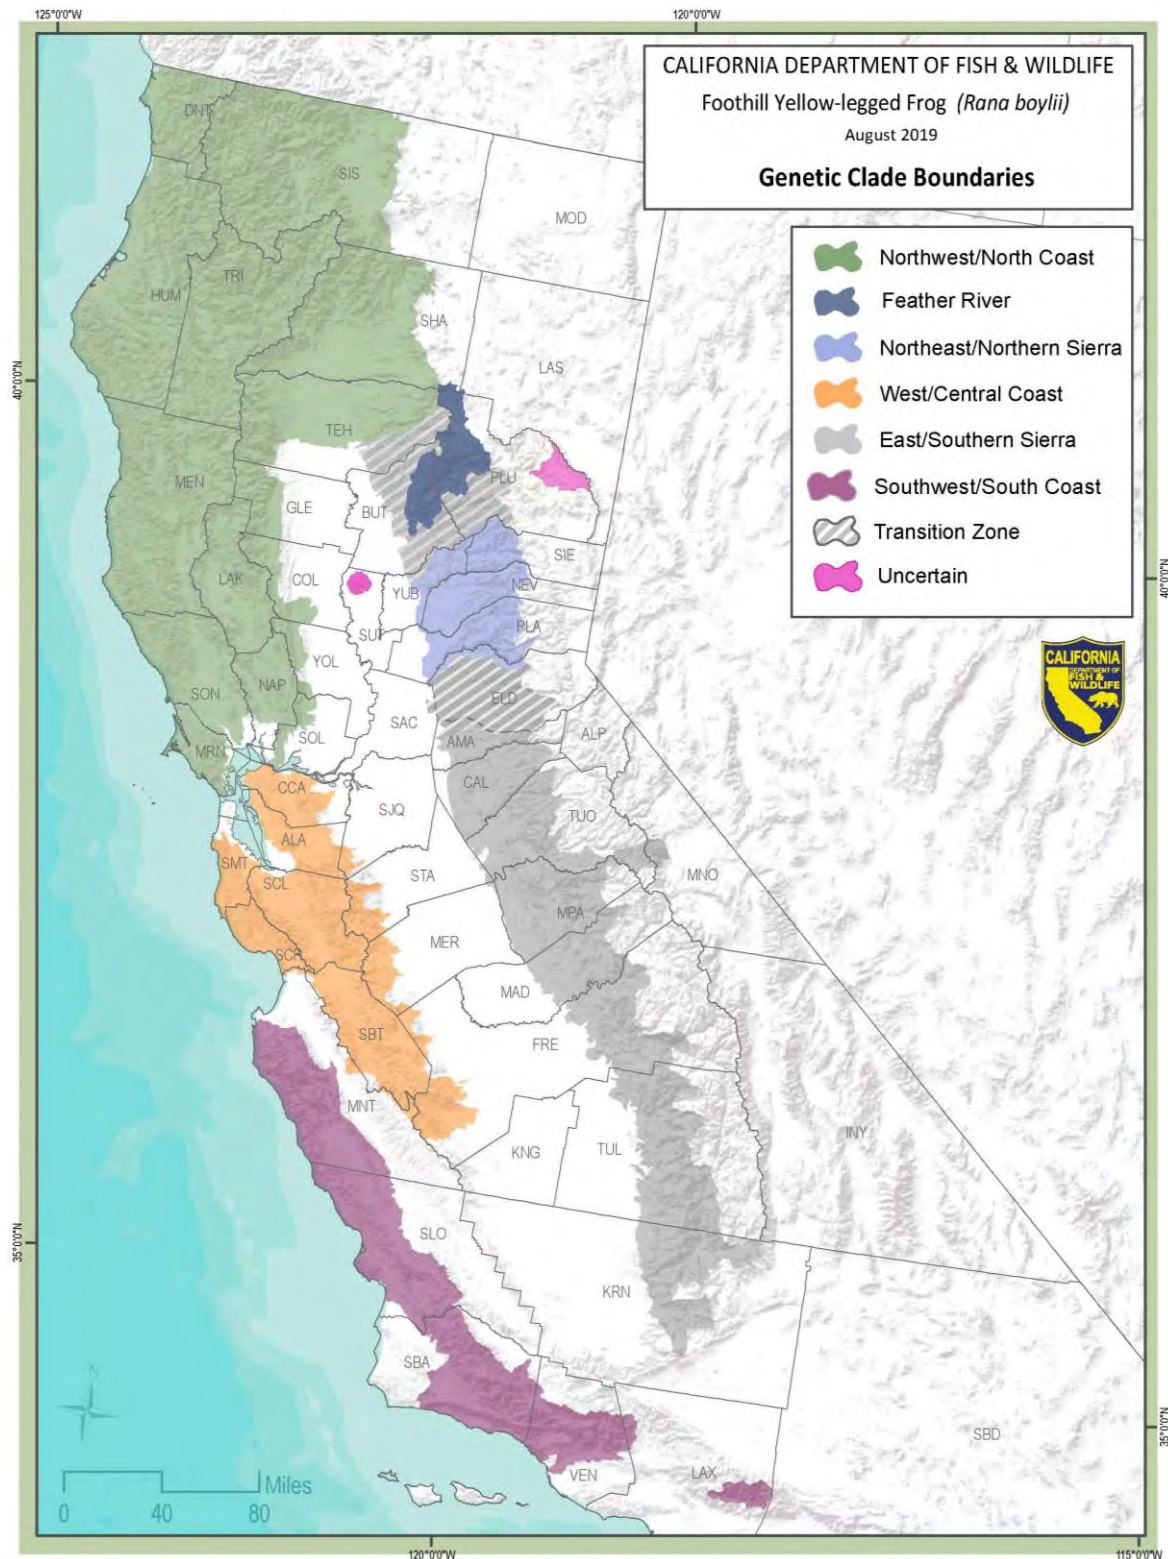 125°0'0"W
120°0'0"W
CALIFORNIA DEPARTMENT OF FISH & WILDLIFE
Foothill Yellow-legged Frog (Rana boylii)
August 2019
Genetic Clade Boundaries
Northwest/North Coast
Feather River
Northeast/Northern Sierra
West/Central Coast
East/Southern Sierra
Southwest/South Coast
Transition Zone
Uncertain
CALIFORNIA
DEPARTMENT OF
FISH &
WILDLIFE
DNT
SIS
MOD
HUM
TRI
SHA
LAS
40°0'0"N
TEH
PLU
MEN
GLE
BUT
SIE
40°0'0"N
LAK
COL
YUB
NEV
SUT
PLA
YOL
SON
NAP
ELD
SAC
SOL
AMA
ALP
MRN
CCA
CAL
SJQ
TUO
ALA
SMT
SCL
STA
MNO
MPA
SCR
MER
MAD
SBT
FRE
MNT
KNG
TUL
INY
35°0'0"N
SLO
KRN
SBA
35°0'0"N
SBD
VEN
LAX
N
Miles
0 40 80
120°0'0"W
115°0'0"W